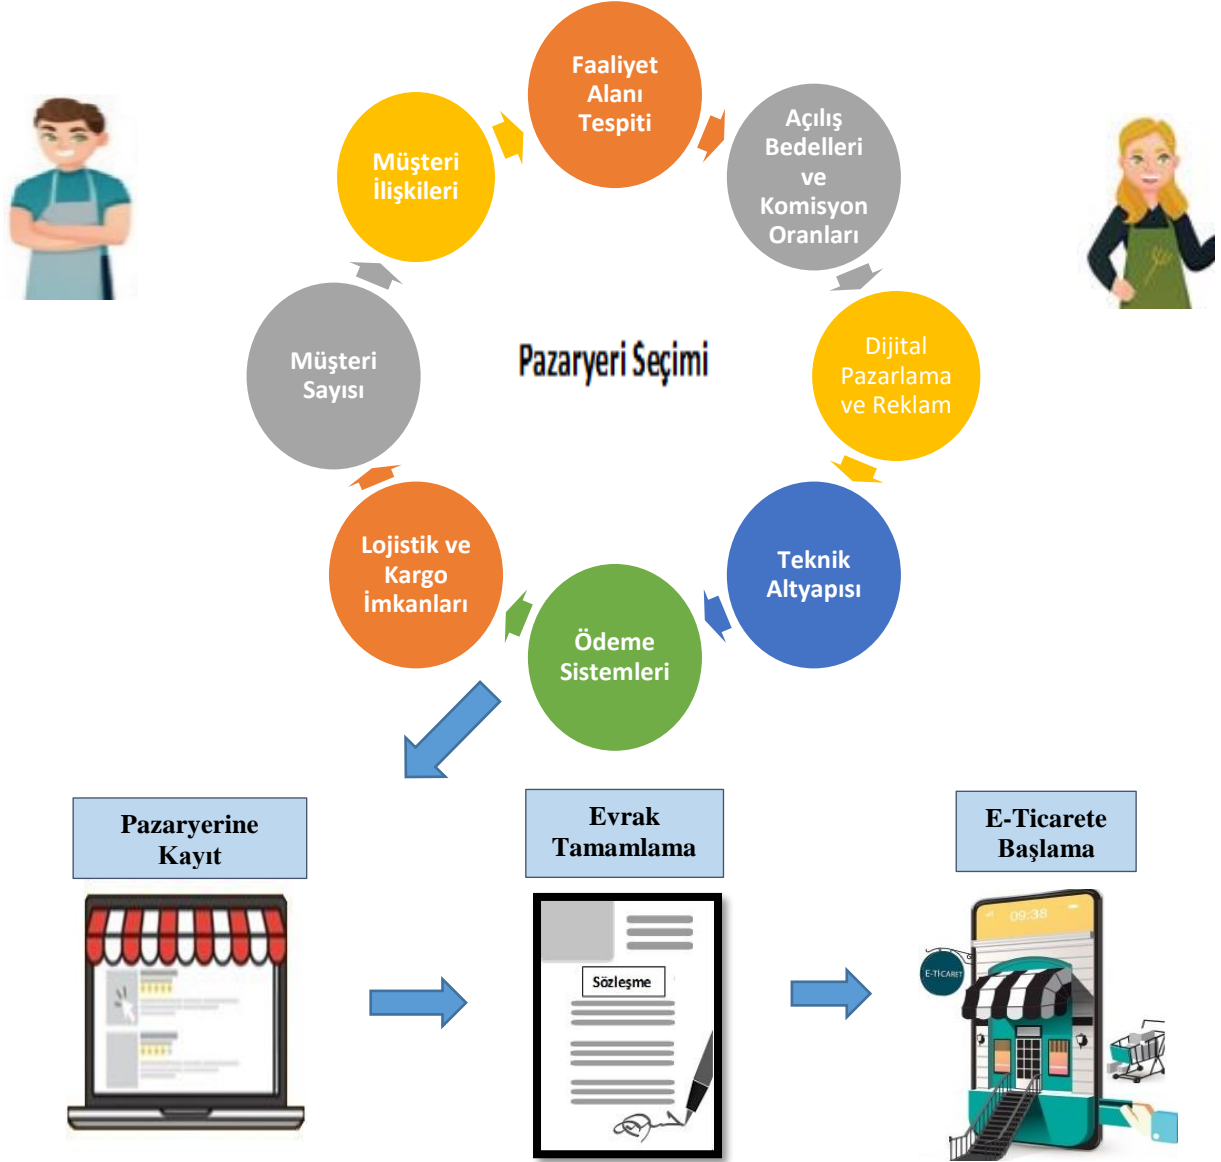 Faaliyet
Alanı
Tespiti
Açılış
Bedelleri
ve
Komisyon
Oranları
Dijital
Pazarlama
ve Reklam
Teknik
Altyapısı
Ödeme
Sistemleri
Lojistik ve
Kargo
İmkanları
Müşteri
Sayısı
Müşteri
İlişkileri
Pazaryeri Seçimi
Pazaryerine
Kayıt
Evrak
Tamamlama
E-Ticarete
Başlama
Sözleşme
09:38
E-TİCARET